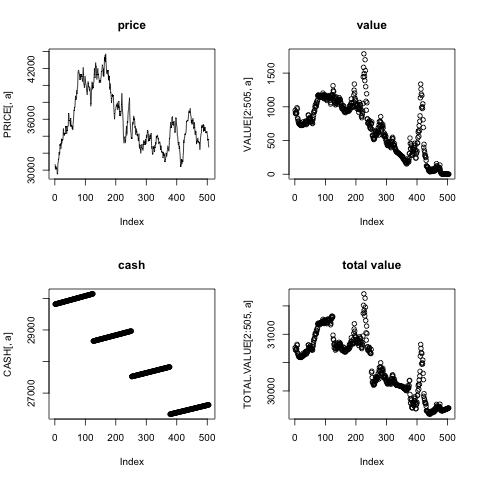 price
value
PRICE[, a]
30000 36000 42000
0 100 200 300 400 500
Index
VALUE[2:505, a]
0 500 1000 1500
0 100 200 300 400 500
Index
cash
total value
CASH[, a]
27000 29000
0 100 200 300 400 500
Index
TOTAL.VALUE[2:505, a]
30000 31000
0 100 200 300 400 500
Index